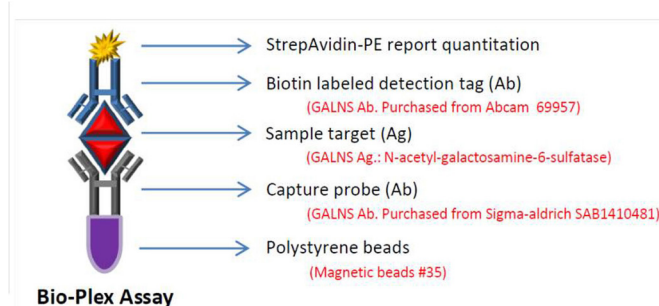 StrepAvidin-PE report quantitation
Biotin labeled detection tag (Ab)
(GALNS Ab. Purchased from Abcam 69957)
Sample target (Ag)
(GALNS Ag.: N-acetyl-galactosamine-6-sulfatase)
Capture probe (Ab)
(GALNS Ab. Purchased from Sigma-aldrich SAB1410481)
Polystyrene beads
(Magnetic beads #35)
Bio-Plex Assay